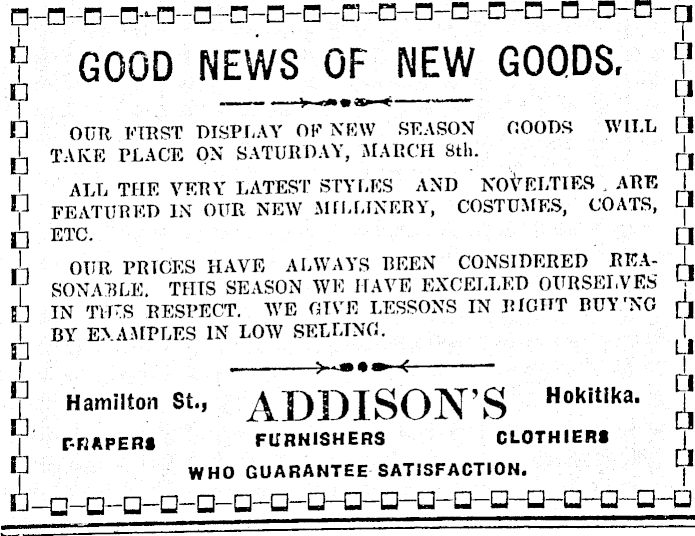 GOOD NEWS OF NEW GOODS.
OUR FIRST DISPLAY OF NEW SEASON GOODS WILL
TAKE PLACE ON SATURDAY, MARCH 8th.
ALL THE VERY LATEST STYLES AND NOVELTIES ARE
FEATURED IN OUR NEW MILLINERY, COSTUMES, COATS,
ETC.
OUR PRICES HAVE ALWAYS BEEN CONSIDERED REA-
SONABLE. THIS SEASON WE HAVE EXCELLED OURSELVES
IN THIS RESPECT. WE GIVE LESSONS IN RIGHT BUY'NG
BY EXAMPLES IN LOW SELLING.
Hamilton St., ADDISON'S Hokitika.
DRAPERS FURNISHERS CLOTHIERS
WHO GUARANTEE SATISFACTION.